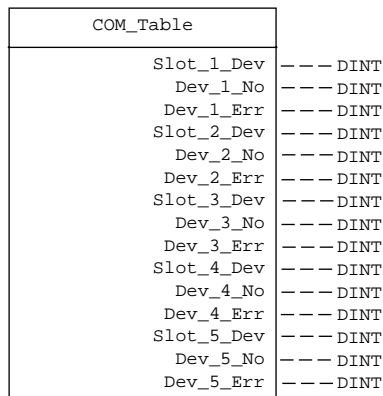 COM_Table
Slot_1_Dev DINT
Dev_1_No DINT
Dev_1_Err DINT
Slot_2_Dev DINT
Dev_2_No DINT
Dev_2_Err DINT
Slot_3_Dev DINT
Dev_3_No DINT
Dev_3_Err DINT
Slot_4_Dev DINT
Dev_4_No DINT
Dev_4_Err DINT
Slot_5_Dev DINT
Dev_5_No DINT
Dev_5_Err DINT